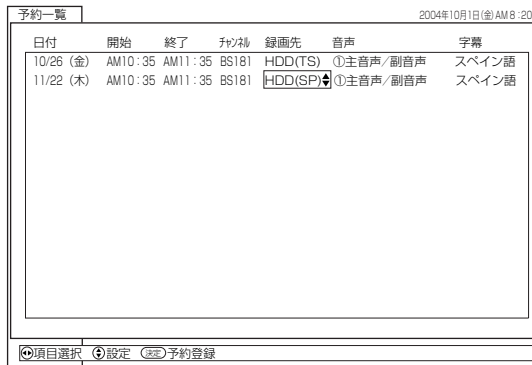 予約一覧 2004年10月1日(金)AM8:20
日付 開始 終了 チャンネル 録画先 音声 字幕
10/26 (金) AM10:35 AM11:35 BS181 HDD(TS) ①主音声/副音声 スペイン語
11/22 (木) AM10:35 AM11:35 BS181 HDD(SP) ①主音声/副音声 スペイン語
項目選択 設定 決定 予約登録